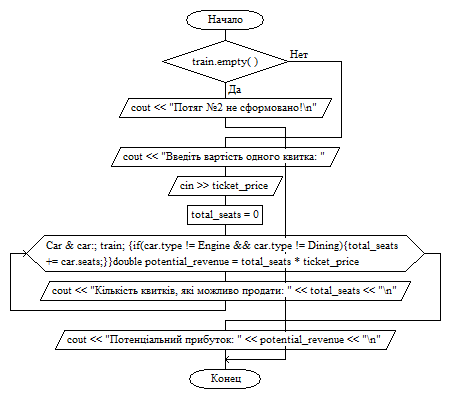 Начало
train.empty( )
Нет
Да
cout << "Потяг №2 не сформовано!\n"
cout << "Введіть вартість одного квитка: "
cin >> ticket_price
total_seats = 0
Car & car:; train; {if(car.type != Engine && car.type != Dining){total_seats
+= car.seats;}}double potential_revenue = total_seats * ticket_price
cout << "Кількість квитків, які можливо продати: " << total_seats << "\n"
cout << "Потенціальний прибуток: " << potential_revenue << "\n"
Конец